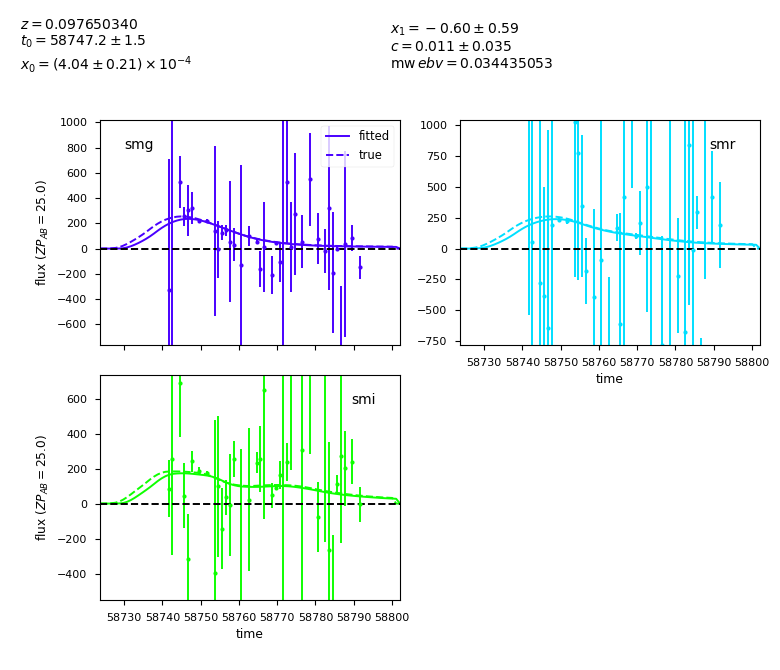 z = 0.097650340
t₀ = 58747.2 ± 1.5
x₀ = (4.04 ± 0.21) × 10⁻⁴
x₁ = −0.60 ± 0.59
c = 0.011 ± 0.035
mw ebv = 0.034435053
smg
fitted
true
1000
800
600
400
200
0
−200
−400
−600
flux (ZP_AB = 25.0)
smr
1000
750
500
250
0
−250
−500
−750
58730 58740 58750 58760 58770 58780 58790 58800
time
smi
600
400
200
0
−200
−400
flux (ZP_AB = 25.0)
58730 58740 58750 58760 58770 58780 58790 58800
time